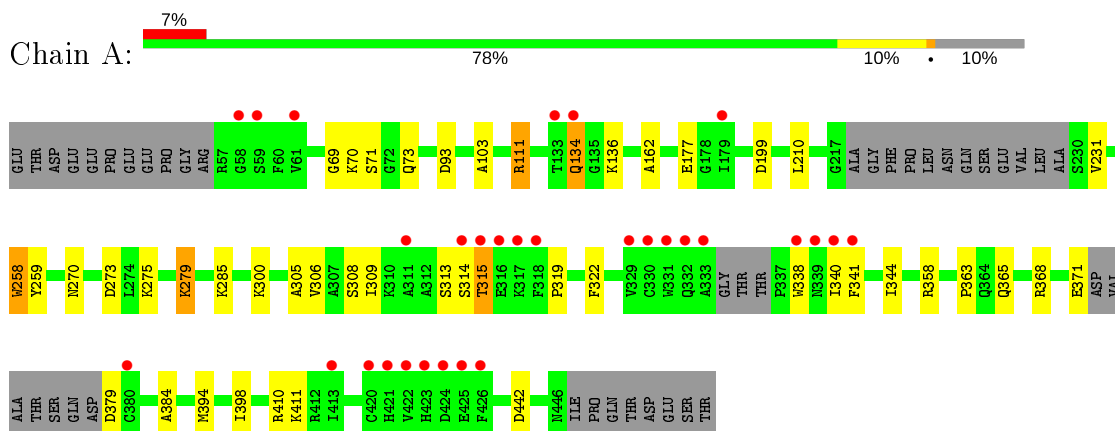 7%
Chain A:
78% 10% • 10%
GLU THR ASP GLU GLU PRO GLU GLU PRO GLY ARG R57 G58 S59 F60 V61 G69 K70 S71 G72 Q73 D93 A103 R111 T133 Q134 G135 K136 A162 E177 G178 I179 D199 L210 G217 ALA GLY PHE PRO LEU ASN GLN SER GLU VAL LEU ALA S230 V231
W258 Y259 N270 D273 L274 K275 K279 K285 K300 A305 V306 A307 S308 I309 K310 A311 A312 S313 S314 T315 E316 K317 F318 P319 F322 V329 C330 W331 Q332 A333 GLY THR THR P337 W338 N339 I340 F341 I344 R358 P363 Q364 Q365 R368 E371 ASP VAL
ALA THR SER GLN ASP D379 C380 A384 M394 I398 R410 K411 R412 I413 C420 H421 V422 H423 D424 E425 F426 D442 N446 ILE PRO GLN THR ASP GLU SER THR